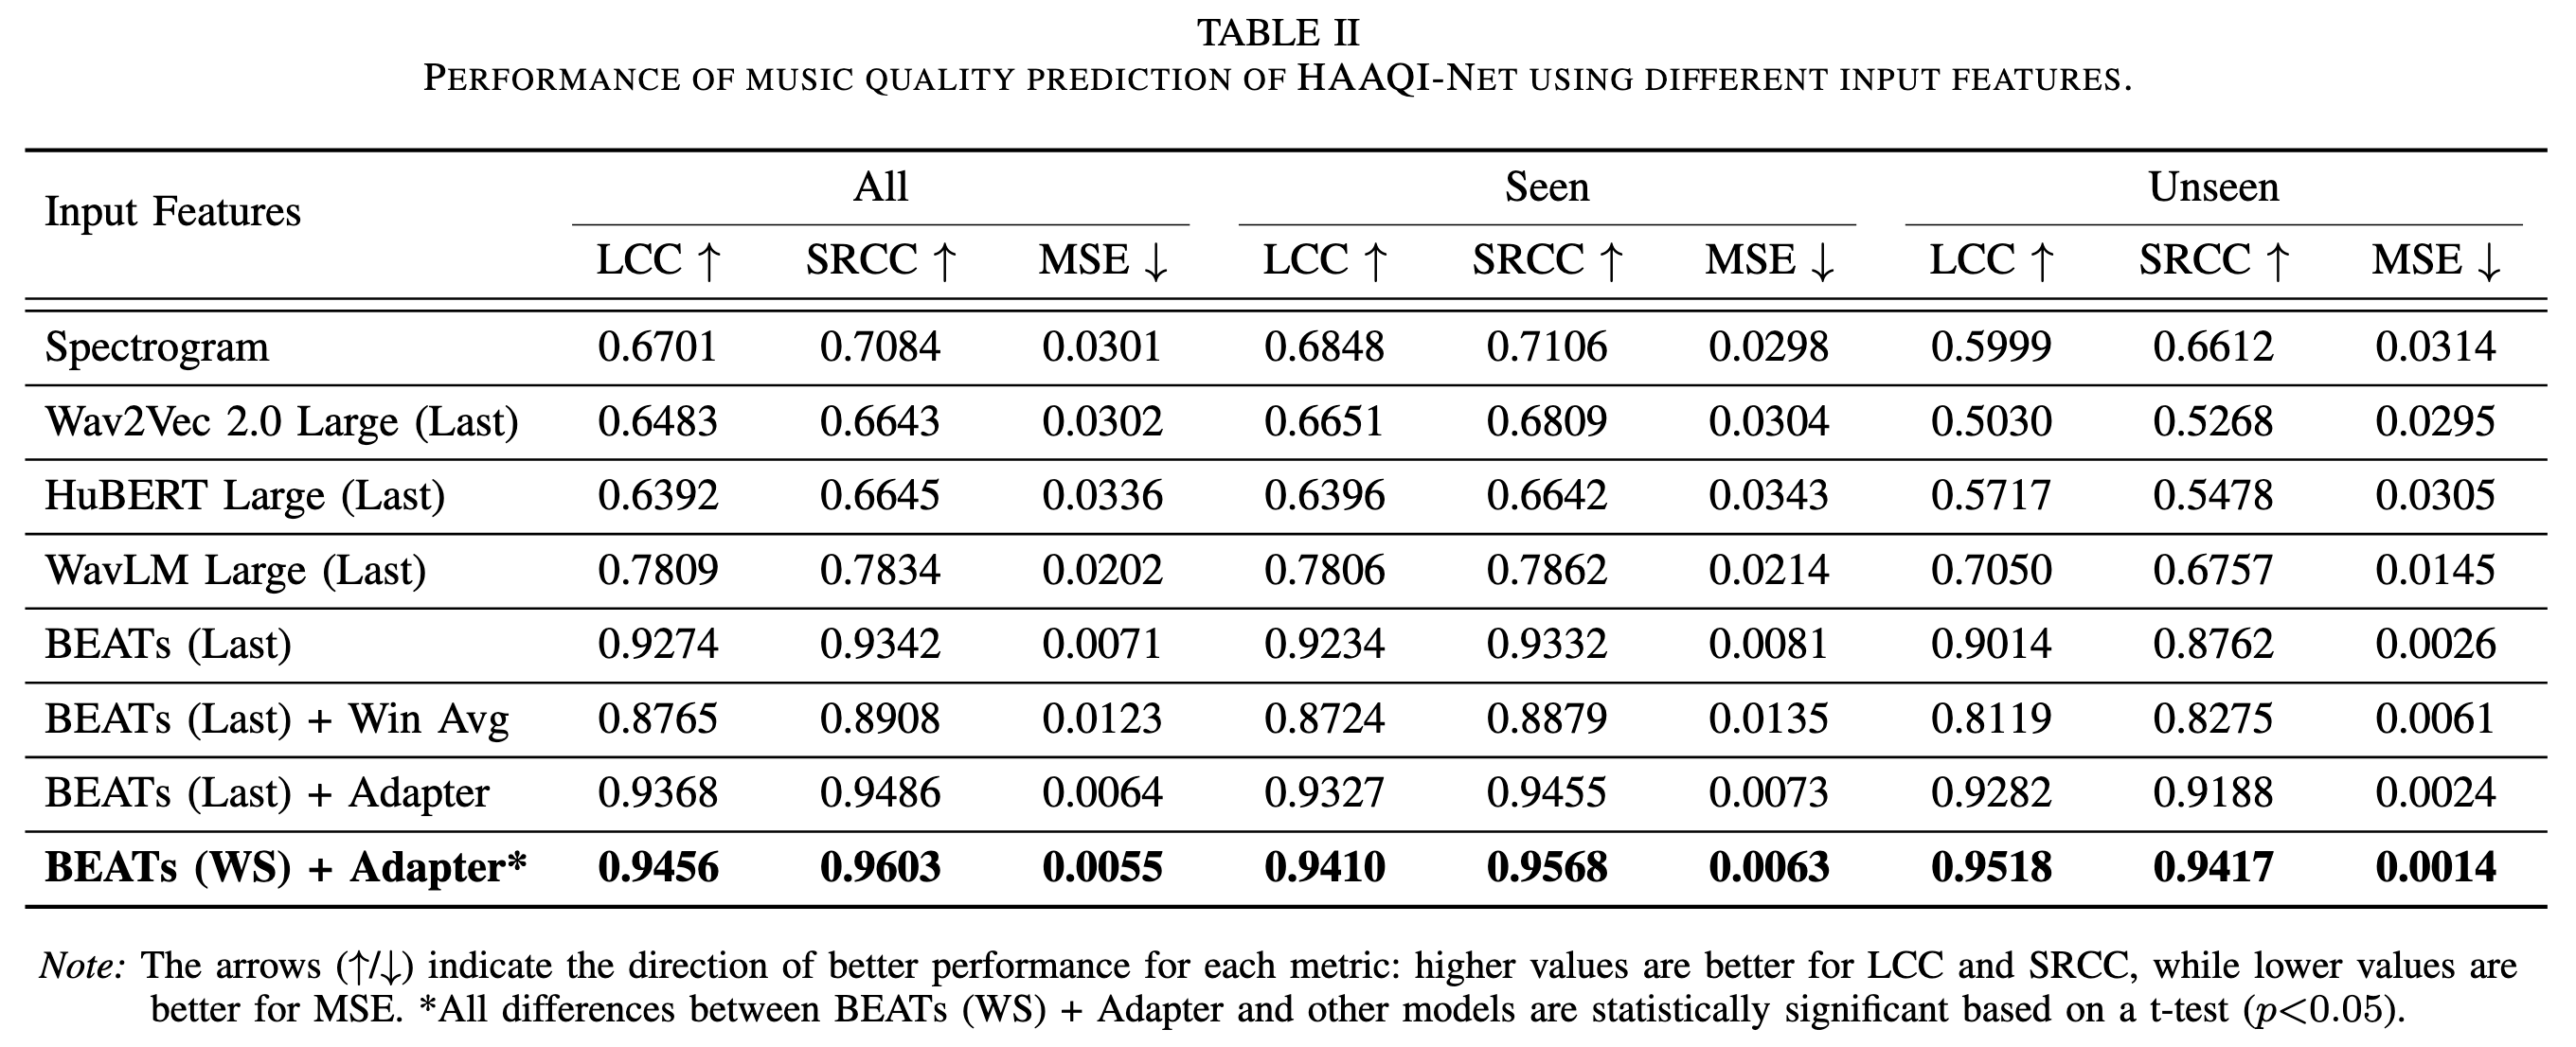 TABLE II
PERFORMANCE OF MUSIC QUALITY PREDICTION OF HAAQI-NET USING DIFFERENT INPUT FEATURES.
Input Features All Seen Unseen
LCC ↑ SRCC ↑ MSE ↓ LCC ↑ SRCC ↑ MSE ↓ LCC ↑ SRCC ↑ MSE ↓
Spectrogram 0.6701 0.7084 0.0301 0.6848 0.7106 0.0298 0.5999 0.6612 0.0314
Wav2Vec 2.0 Large (Last) 0.6483 0.6643 0.0302 0.6651 0.6809 0.0304 0.5030 0.5268 0.0295
HuBERT Large (Last) 0.6392 0.6645 0.0336 0.6396 0.6642 0.0343 0.5717 0.5478 0.0305
WavLM Large (Last) 0.7809 0.7834 0.0202 0.7806 0.7862 0.0214 0.7050 0.6757 0.0145
BEATs (Last) 0.9274 0.9342 0.0071 0.9234 0.9332 0.0081 0.9014 0.8762 0.0026
BEATs (Last) + Win Avg 0.8765 0.8908 0.0123 0.8724 0.8879 0.0135 0.8119 0.8275 0.0061
BEATs (Last) + Adapter 0.9368 0.9486 0.0064 0.9327 0.9455 0.0073 0.9282 0.9188 0.0024
BEATs (WS) + Adapter* 0.9456 0.9603 0.0055 0.9410 0.9568 0.0063 0.9518 0.9417 0.0014
Note: The arrows (↑/↓) indicate the direction of better performance for each metric: higher values are better for LCC and SRCC, while lower values are
better for MSE. *All differences between BEATs (WS) + Adapter and other models are statistically significant based on a t-test (p<0.05).